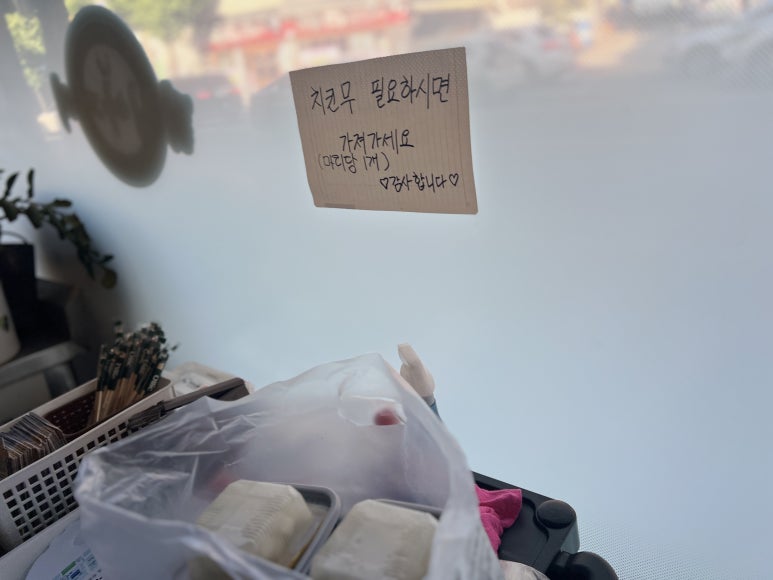 치킨무 필요하시면
가져가세요
(마리당 1개)
♡감사합니다♡